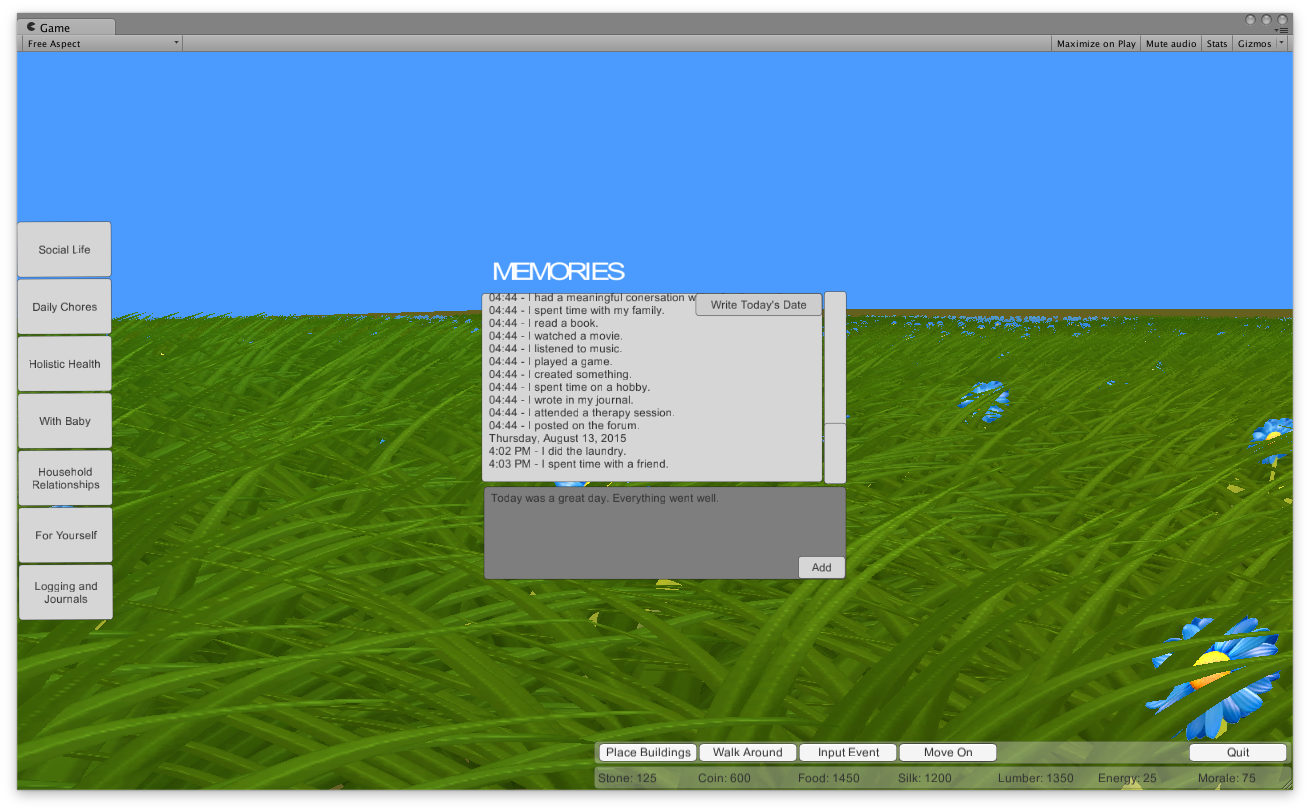 Game
Free Aspect
Maximize on Play
Mute audio
Stats
Gizmos
Social Life
Daily Chores
Holistic Health
With Baby
Household
Relationships
For Yourself
Logging and
Journals
MEMORIES
04:44 - I had a meaningful conersation w
Write Today's Date
04:44 - I spent time with my family.
04:44 - I read a book.
04:44 - I watched a movie.
04:44 - I listened to music.
04:44 - I played a game.
04:44 - I created something.
04:44 - I spent time on a hobby.
04:44 - I wrote in my journal.
04:44 - I attended a therapy session.
04:44 - I posted on the forum.
Thursday, August 13, 2015
4:02 PM - I did the laundry.
4:03 PM - I spent time with a friend.
Today was a great day. Everything went well.
Add
Place Buildings
Walk Around
Input Event
Move On
Quit
Stone: 125
Coin: 600
Food: 1450
Silk: 1200
Lumber: 1350
Energy: 25
Morale: 75